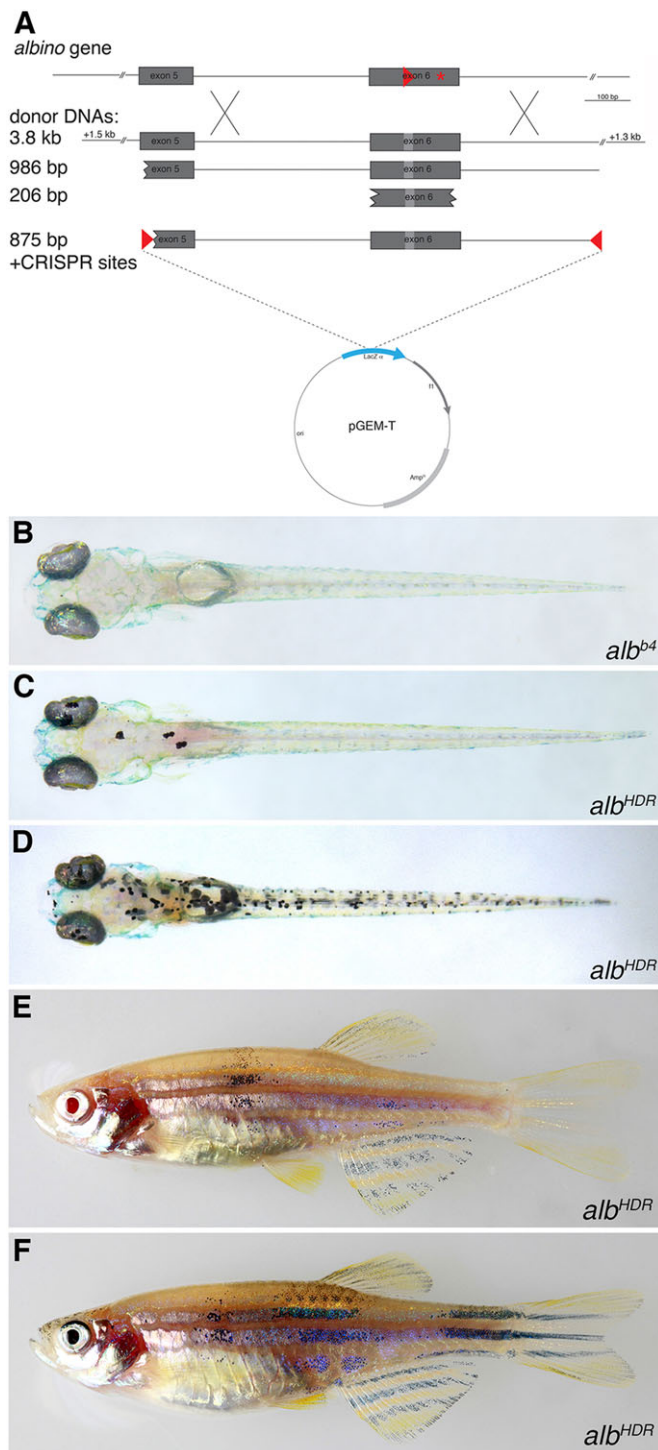 A
albino gene
exon 5
exon 6
*
100 bp
donor DNAs:
3.8 kb
+1.5 kb
exon 5
exon 6
+1.3 kb
986 bp
exon 5
exon 6
206 bp
exon 6
875 bp
+CRISPR sites
exon 5
exon 6
LacZ α
f1
ori
pGEM-T
Ampᴿ
B
alb^b4
C
alb^HDR
D
alb^HDR
E
alb^HDR
F
alb^HDR